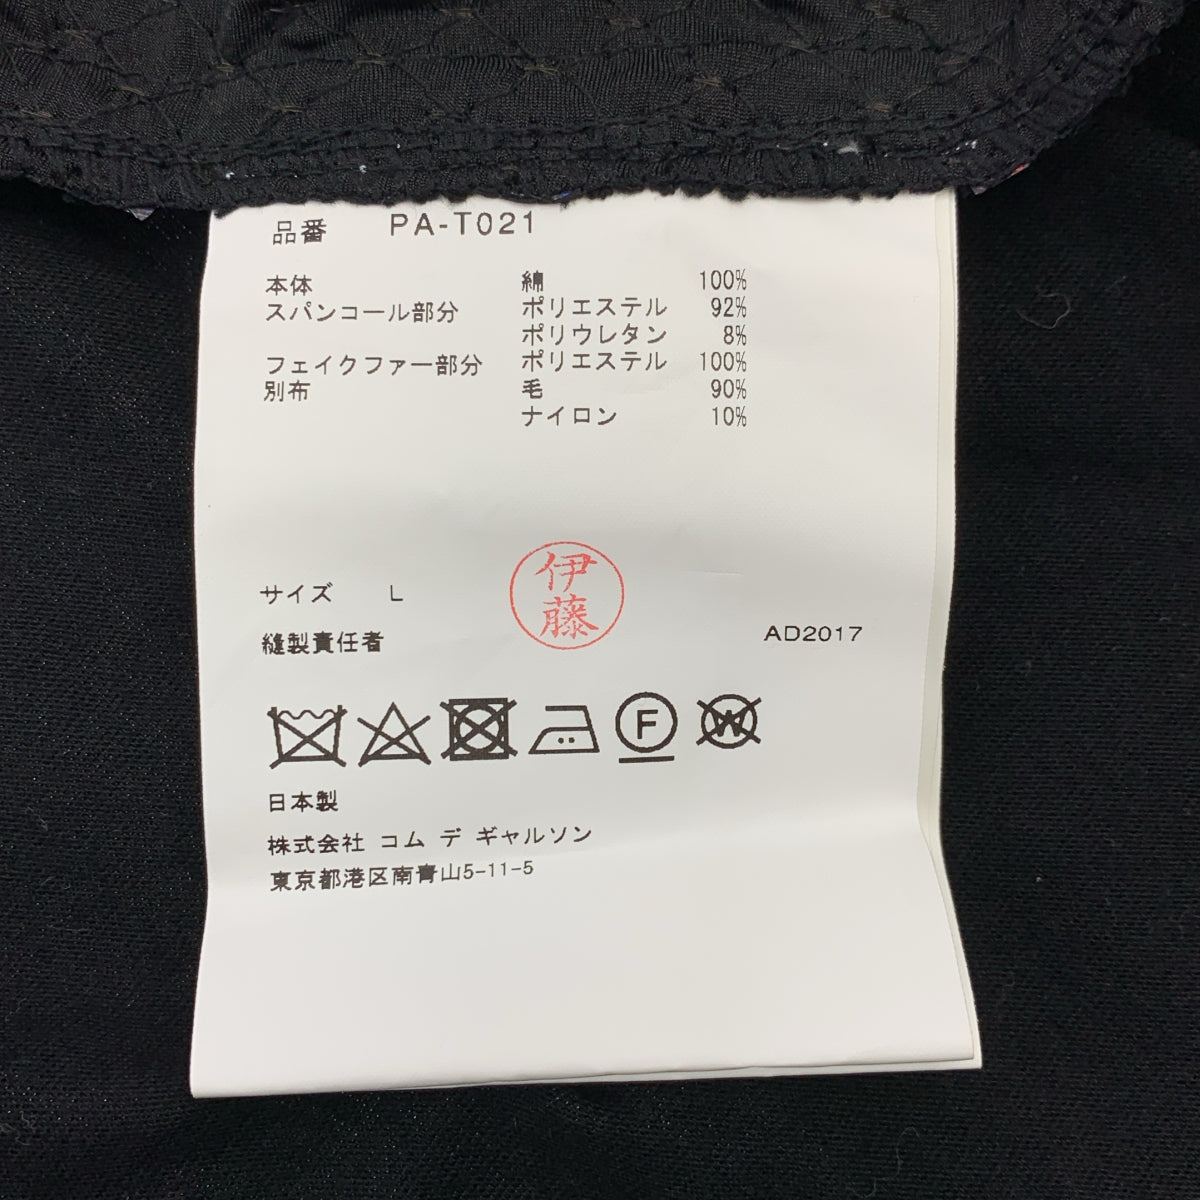 品番 PA-T021
本体 綿 100%
スパンコール部分 ポリエステル 92%
ポリウレタン 8%
フェイクファー部分 ポリエステル 100%
別布 毛 90%
ナイロン 10%
サイズ L
伊藤
縫製責任者 AD2017
F W
日本製
株式会社 コム デ ギャルソン
東京都港区南青山5-11-5